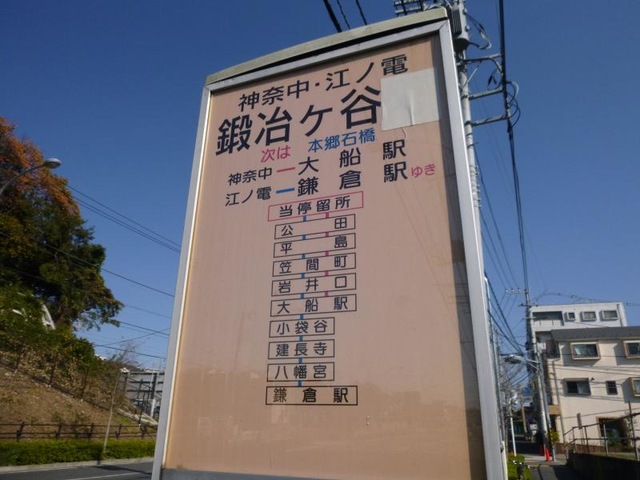 神奈中・江ノ電
鍛冶ヶ谷
次は 本郷石橋
神奈中ー大船駅
江ノ電ー鎌倉駅ゆき
当停留所
公田
平島
笠間町
岩井口
大船駅
小袋谷
建長寺
八幡宮
鎌倉駅